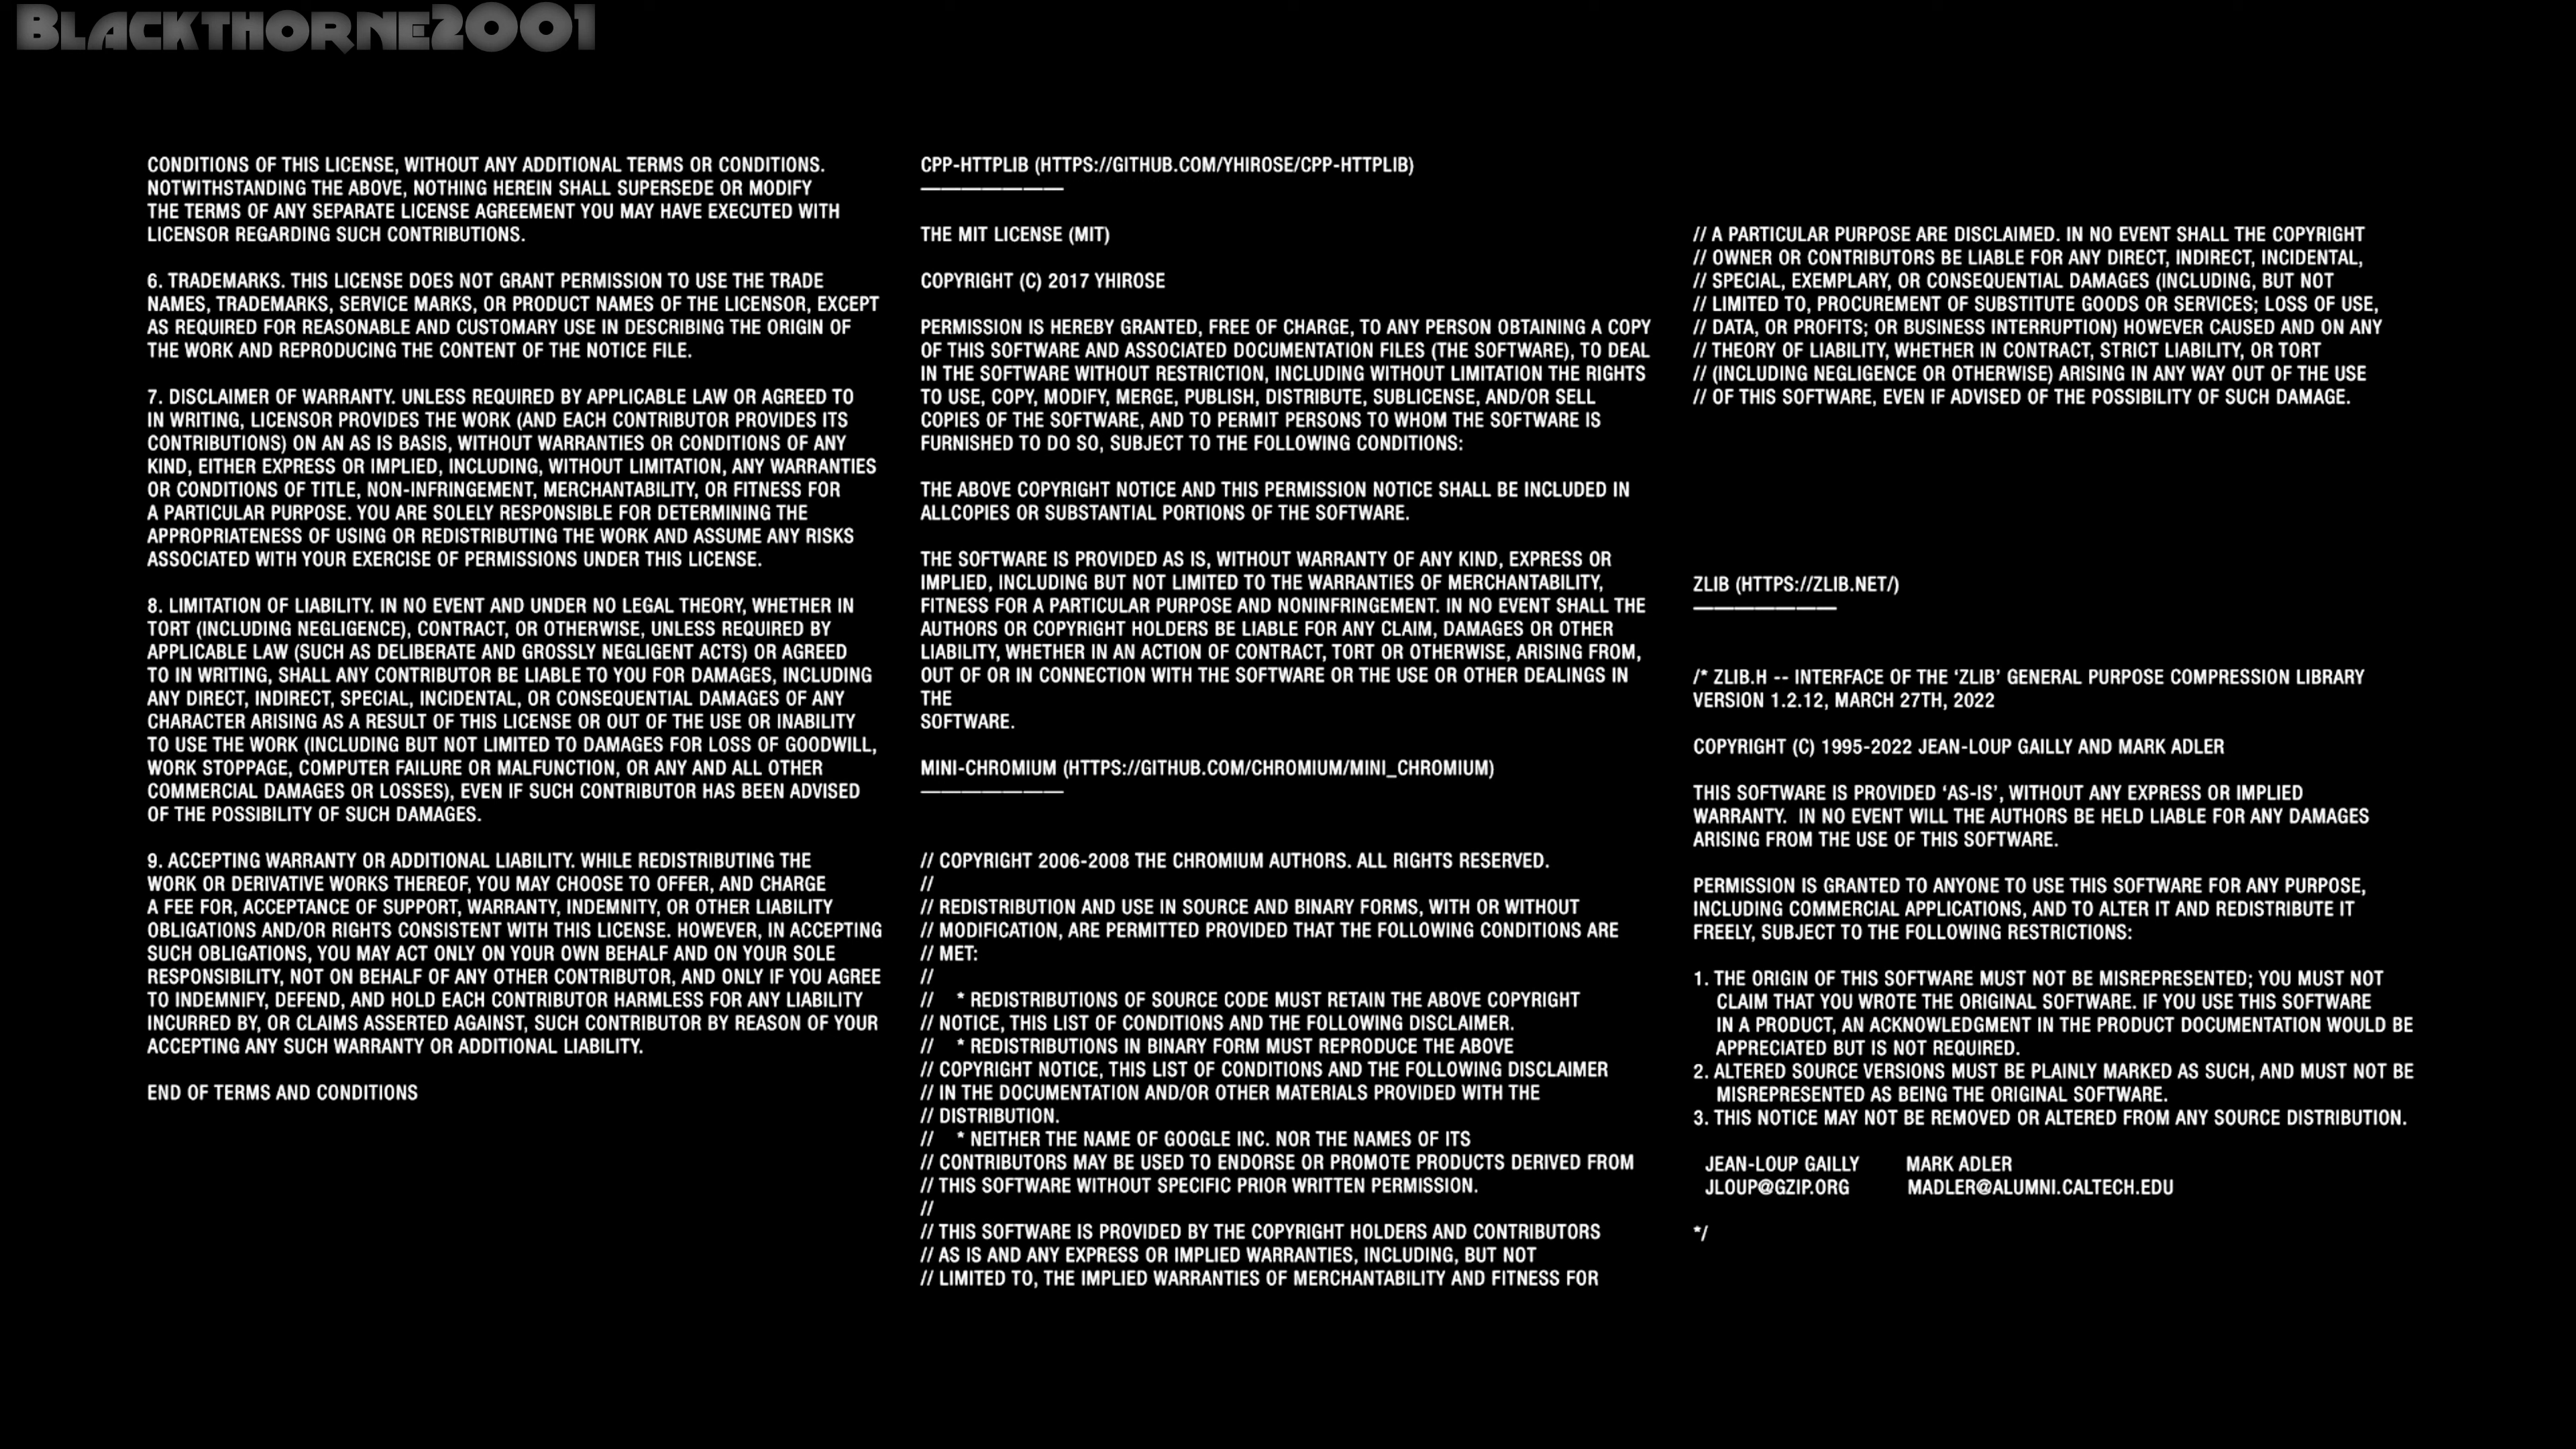 Blackthorne2001
CONDITIONS OF THIS LICENSE, WITHOUT ANY ADDITIONAL TERMS OR CONDITIONS.
NOTWITHSTANDING THE ABOVE, NOTHING HEREIN SHALL SUPERSEDE OR MODIFY
THE TERMS OF ANY SEPARATE LICENSE AGREEMENT YOU MAY HAVE EXECUTED WITH
LICENSOR REGARDING SUCH CONTRIBUTIONS.
6. TRADEMARKS. THIS LICENSE DOES NOT GRANT PERMISSION TO USE THE TRADE
NAMES, TRADEMARKS, SERVICE MARKS, OR PRODUCT NAMES OF THE LICENSOR, EXCEPT
AS REQUIRED FOR REASONABLE AND CUSTOMARY USE IN DESCRIBING THE ORIGIN OF
THE WORK AND REPRODUCING THE CONTENT OF THE NOTICE FILE.
7. DISCLAIMER OF WARRANTY. UNLESS REQUIRED BY APPLICABLE LAW OR AGREED TO
IN WRITING, LICENSOR PROVIDES THE WORK (AND EACH CONTRIBUTOR PROVIDES ITS
CONTRIBUTIONS) ON AN AS IS BASIS, WITHOUT WARRANTIES OR CONDITIONS OF ANY
KIND, EITHER EXPRESS OR IMPLIED, INCLUDING, WITHOUT LIMITATION, ANY WARRANTIES
OR CONDITIONS OF TITLE, NON-INFRINGEMENT, MERCHANTABILITY, OR FITNESS FOR
A PARTICULAR PURPOSE. YOU ARE SOLELY RESPONSIBLE FOR DETERMINING THE
APPROPRIATENESS OF USING OR REDISTRIBUTING THE WORK AND ASSUME ANY RISKS
ASSOCIATED WITH YOUR EXERCISE OF PERMISSIONS UNDER THIS LICENSE.
8. LIMITATION OF LIABILITY. IN NO EVENT AND UNDER NO LEGAL THEORY, WHETHER IN
TORT (INCLUDING NEGLIGENCE), CONTRACT, OR OTHERWISE, UNLESS REQUIRED BY
APPLICABLE LAW (SUCH AS DELIBERATE AND GROSSLY NEGLIGENT ACTS) OR AGREED
TO IN WRITING, SHALL ANY CONTRIBUTOR BE LIABLE TO YOU FOR DAMAGES, INCLUDING
ANY DIRECT, INDIRECT, SPECIAL, INCIDENTAL, OR CONSEQUENTIAL DAMAGES OF ANY
CHARACTER ARISING AS A RESULT OF THIS LICENSE OR OUT OF THE USE OR INABILITY
TO USE THE WORK (INCLUDING BUT NOT LIMITED TO DAMAGES FOR LOSS OF GOODWILL,
WORK STOPPAGE, COMPUTER FAILURE OR MALFUNCTION, OR ANY AND ALL OTHER
COMMERCIAL DAMAGES OR LOSSES), EVEN IF SUCH CONTRIBUTOR HAS BEEN ADVISED
OF THE POSSIBILITY OF SUCH DAMAGES.
9. ACCEPTING WARRANTY OR ADDITIONAL LIABILITY. WHILE REDISTRIBUTING THE
WORK OR DERIVATIVE WORKS THEREOF, YOU MAY CHOOSE TO OFFER, AND CHARGE
A FEE FOR, ACCEPTANCE OF SUPPORT, WARRANTY, INDEMNITY, OR OTHER LIABILITY
OBLIGATIONS AND/OR RIGHTS CONSISTENT WITH THIS LICENSE. HOWEVER, IN ACCEPTING
SUCH OBLIGATIONS, YOU MAY ACT ONLY ON YOUR OWN BEHALF AND ON YOUR SOLE
RESPONSIBILITY, NOT ON BEHALF OF ANY OTHER CONTRIBUTOR, AND ONLY IF YOU AGREE
TO INDEMNIFY, DEFEND, AND HOLD EACH CONTRIBUTOR HARMLESS FOR ANY LIABILITY
INCURRED BY, OR CLAIMS ASSERTED AGAINST, SUCH CONTRIBUTOR BY REASON OF YOUR
ACCEPTING ANY SUCH WARRANTY OR ADDITIONAL LIABILITY.
END OF TERMS AND CONDITIONS
CPP-HTTPLIB (HTTPS://GITHUB.COM/YHIROSE/CPP-HTTPLIB)
———————
THE MIT LICENSE (MIT)
COPYRIGHT (C) 2017 YHIROSE
PERMISSION IS HEREBY GRANTED, FREE OF CHARGE, TO ANY PERSON OBTAINING A COPY
OF THIS SOFTWARE AND ASSOCIATED DOCUMENTATION FILES (THE SOFTWARE), TO DEAL
IN THE SOFTWARE WITHOUT RESTRICTION, INCLUDING WITHOUT LIMITATION THE RIGHTS
TO USE, COPY, MODIFY, MERGE, PUBLISH, DISTRIBUTE, SUBLICENSE, AND/OR SELL
COPIES OF THE SOFTWARE, AND TO PERMIT PERSONS TO WHOM THE SOFTWARE IS
FURNISHED TO DO SO, SUBJECT TO THE FOLLOWING CONDITIONS:
THE ABOVE COPYRIGHT NOTICE AND THIS PERMISSION NOTICE SHALL BE INCLUDED IN
ALLCOPIES OR SUBSTANTIAL PORTIONS OF THE SOFTWARE.
THE SOFTWARE IS PROVIDED AS IS, WITHOUT WARRANTY OF ANY KIND, EXPRESS OR
IMPLIED, INCLUDING BUT NOT LIMITED TO THE WARRANTIES OF MERCHANTABILITY,
FITNESS FOR A PARTICULAR PURPOSE AND NONINFRINGEMENT. IN NO EVENT SHALL THE
AUTHORS OR COPYRIGHT HOLDERS BE LIABLE FOR ANY CLAIM, DAMAGES OR OTHER
LIABILITY, WHETHER IN AN ACTION OF CONTRACT, TORT OR OTHERWISE, ARISING FROM,
OUT OF OR IN CONNECTION WITH THE SOFTWARE OR THE USE OR OTHER DEALINGS IN
THE
SOFTWARE.
MINI-CHROMIUM (HTTPS://GITHUB.COM/CHROMIUM/MINI_CHROMIUM)
———————
// COPYRIGHT 2006-2008 THE CHROMIUM AUTHORS. ALL RIGHTS RESERVED.
//
// REDISTRIBUTION AND USE IN SOURCE AND BINARY FORMS, WITH OR WITHOUT
// MODIFICATION, ARE PERMITTED PROVIDED THAT THE FOLLOWING CONDITIONS ARE
// MET:
//
// * REDISTRIBUTIONS OF SOURCE CODE MUST RETAIN THE ABOVE COPYRIGHT
// NOTICE, THIS LIST OF CONDITIONS AND THE FOLLOWING DISCLAIMER.
// * REDISTRIBUTIONS IN BINARY FORM MUST REPRODUCE THE ABOVE
// COPYRIGHT NOTICE, THIS LIST OF CONDITIONS AND THE FOLLOWING DISCLAIMER
// IN THE DOCUMENTATION AND/OR OTHER MATERIALS PROVIDED WITH THE
// DISTRIBUTION.
// * NEITHER THE NAME OF GOOGLE INC. NOR THE NAMES OF ITS
// CONTRIBUTORS MAY BE USED TO ENDORSE OR PROMOTE PRODUCTS DERIVED FROM
// THIS SOFTWARE WITHOUT SPECIFIC PRIOR WRITTEN PERMISSION.
//
// THIS SOFTWARE IS PROVIDED BY THE COPYRIGHT HOLDERS AND CONTRIBUTORS
// AS IS AND ANY EXPRESS OR IMPLIED WARRANTIES, INCLUDING, BUT NOT
// LIMITED TO, THE IMPLIED WARRANTIES OF MERCHANTABILITY AND FITNESS FOR
// A PARTICULAR PURPOSE ARE DISCLAIMED. IN NO EVENT SHALL THE COPYRIGHT
// OWNER OR CONTRIBUTORS BE LIABLE FOR ANY DIRECT, INDIRECT, INCIDENTAL,
// SPECIAL, EXEMPLARY, OR CONSEQUENTIAL DAMAGES (INCLUDING, BUT NOT
// LIMITED TO, PROCUREMENT OF SUBSTITUTE GOODS OR SERVICES; LOSS OF USE,
// DATA, OR PROFITS; OR BUSINESS INTERRUPTION) HOWEVER CAUSED AND ON ANY
// THEORY OF LIABILITY, WHETHER IN CONTRACT, STRICT LIABILITY, OR TORT
// (INCLUDING NEGLIGENCE OR OTHERWISE) ARISING IN ANY WAY OUT OF THE USE
// OF THIS SOFTWARE, EVEN IF ADVISED OF THE POSSIBILITY OF SUCH DAMAGE.
ZLIB (HTTPS://ZLIB.NET/)
———————
/* ZLIB.H -- INTERFACE OF THE ‘ZLIB’ GENERAL PURPOSE COMPRESSION LIBRARY
VERSION 1.2.12, MARCH 27TH, 2022
COPYRIGHT (C) 1995-2022 JEAN-LOUP GAILLY AND MARK ADLER
THIS SOFTWARE IS PROVIDED ‘AS-IS’, WITHOUT ANY EXPRESS OR IMPLIED
WARRANTY. IN NO EVENT WILL THE AUTHORS BE HELD LIABLE FOR ANY DAMAGES
ARISING FROM THE USE OF THIS SOFTWARE.
PERMISSION IS GRANTED TO ANYONE TO USE THIS SOFTWARE FOR ANY PURPOSE,
INCLUDING COMMERCIAL APPLICATIONS, AND TO ALTER IT AND REDISTRIBUTE IT
FREELY, SUBJECT TO THE FOLLOWING RESTRICTIONS:
1. THE ORIGIN OF THIS SOFTWARE MUST NOT BE MISREPRESENTED; YOU MUST NOT
CLAIM THAT YOU WROTE THE ORIGINAL SOFTWARE. IF YOU USE THIS SOFTWARE
IN A PRODUCT, AN ACKNOWLEDGMENT IN THE PRODUCT DOCUMENTATION WOULD BE
APPRECIATED BUT IS NOT REQUIRED.
2. ALTERED SOURCE VERSIONS MUST BE PLAINLY MARKED AS SUCH, AND MUST NOT BE
MISREPRESENTED AS BEING THE ORIGINAL SOFTWARE.
3. THIS NOTICE MAY NOT BE REMOVED OR ALTERED FROM ANY SOURCE DISTRIBUTION.
JEAN-LOUP GAILLY MARK ADLER
JLOUP@GZIP.ORG MADLER@ALUMNI.CALTECH.EDU
*/